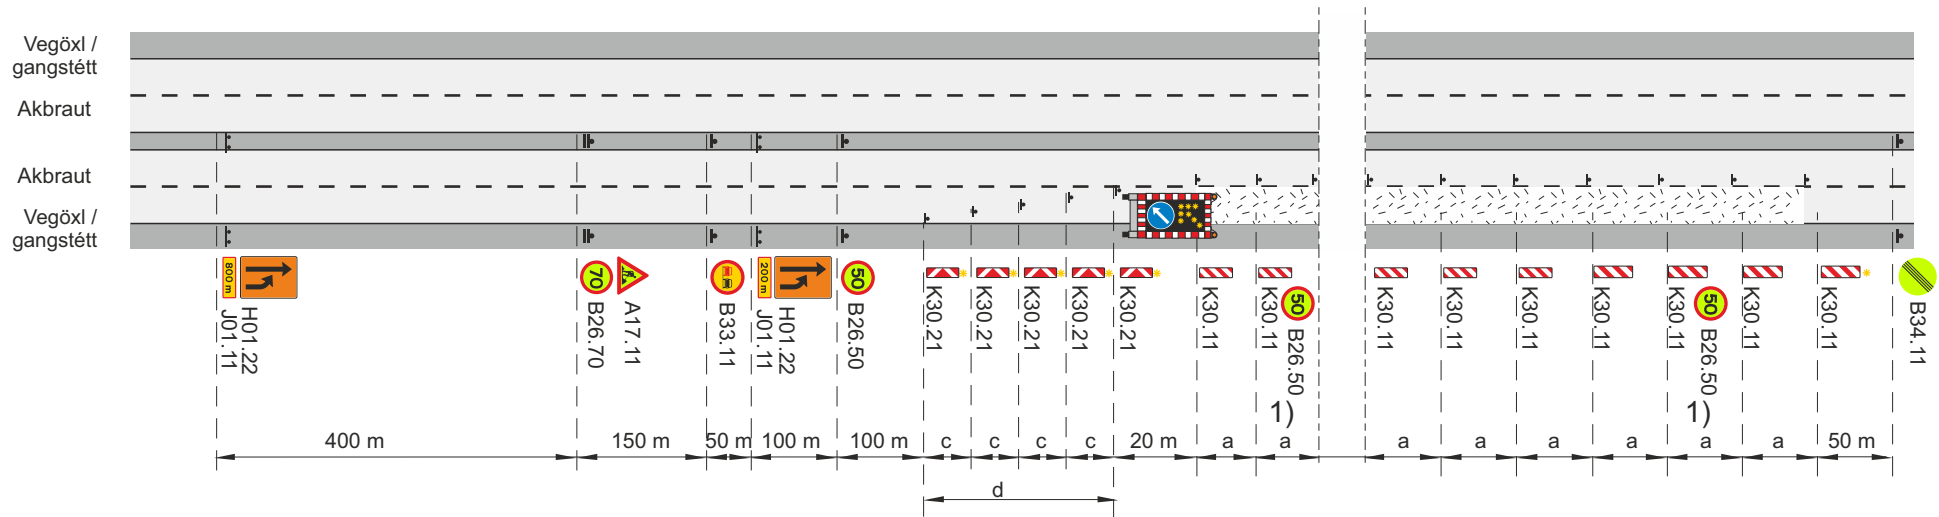 Vegöxl /
gangstétt
Akbraut
Akbraut
Vegöxl /
gangstétt
800 m
J01.11
H01.22
70
B26.70
A17.11
B33.11
200 m
J01.11
H01.22
50
B26.50
K30.21
K30.21
K30.21
K30.21
K30.21
K30.11
K30.11
50
B26.50
1)
K30.11
K30.11
K30.11
K30.11
K30.11
50
B26.50
1)
K30.11
K30.11
B34.11
400 m
150 m
50 m
100 m
100 m
c
c
c
c
20 m
a
a
a
a
a
a
a
a
50 m
d